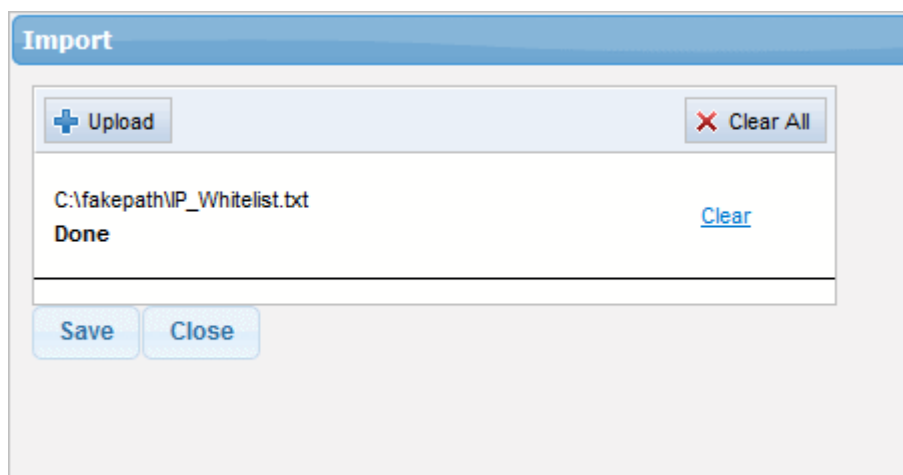 Import
Upload
Clear All
C:\fakepath\IP_Whitelist.txt
Clear
Done
Save
Close